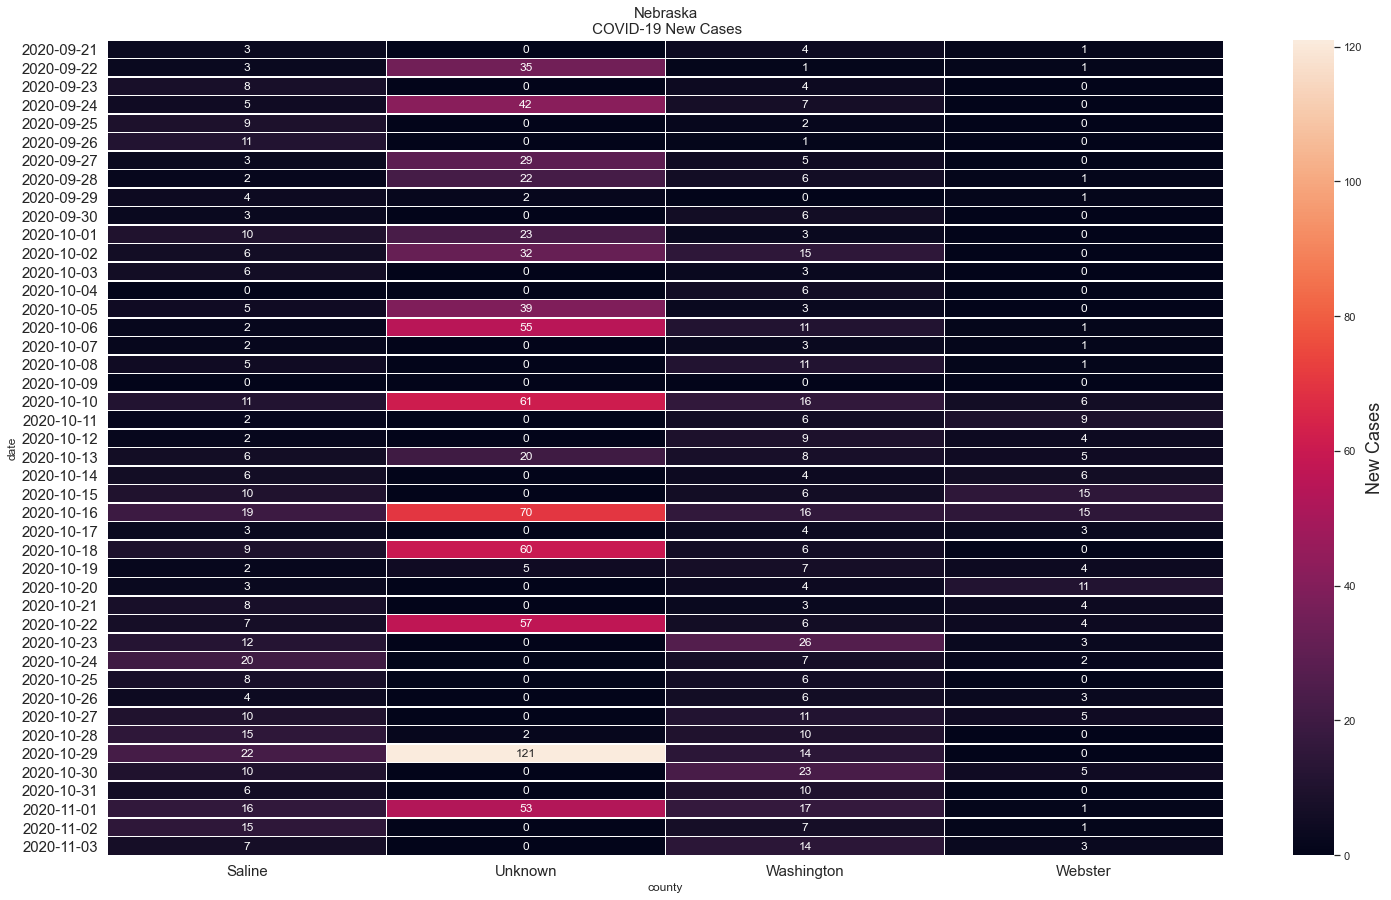 Nebraska
COVID-19 New Cases
2020-09-21 3 0 4 1
2020-09-22 3 35 1 1
2020-09-23 8 0 4 0
2020-09-24 5 42 7 0
2020-09-25 9 0 2 0
2020-09-26 11 0 1 0
2020-09-27 3 29 5 0
2020-09-28 2 22 6 1
2020-09-29 4 2 0 1
2020-09-30 3 0 6 0
2020-10-01 10 23 3 0
2020-10-02 6 32 15 0
2020-10-03 6 0 3 0
2020-10-04 0 0 6 0
2020-10-05 5 39 3 0
2020-10-06 2 55 11 1
2020-10-07 2 0 3 1
2020-10-08 5 0 11 1
2020-10-09 0 0 0 0
2020-10-10 11 61 16 6
2020-10-11 2 0 6 9
2020-10-12 2 0 9 4
2020-10-13 6 20 8 5
2020-10-14 6 0 4 6
2020-10-15 10 0 6 15
2020-10-16 19 70 16 15
2020-10-17 3 0 4 3
2020-10-18 9 60 6 0
2020-10-19 2 5 7 4
2020-10-20 3 0 4 11
2020-10-21 8 0 3 4
2020-10-22 7 57 6 4
2020-10-23 12 0 26 3
2020-10-24 20 0 7 2
2020-10-25 8 0 6 0
2020-10-26 4 0 6 3
2020-10-27 10 0 11 5
2020-10-28 15 2 10 0
2020-10-29 22 121 14 0
2020-10-30 10 0 23 5
2020-10-31 6 0 10 0
2020-11-01 16 53 17 1
2020-11-02 15 0 7 1
2020-11-03 7 0 14 3
Saline Unknown Washington Webster
county
date
120
100
80
60
40
20
0
New Cases